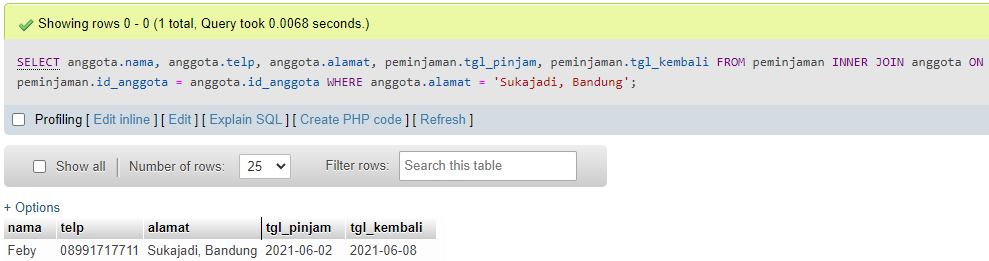 Showing rows 0 - 0 (1 total, Query took 0.0068 seconds.)
SELECT anggota.nama, anggota.telp, anggota.alamat, peminjaman.tgl_pinjam, peminjaman.tgl_kembali FROM peminjaman INNER JOIN anggota ON
peminjaman.id_anggota = anggota.id_anggota WHERE anggota.alamat = 'Sukajadi, Bandung';
Profiling [ Edit inline ] [ Edit ] [ Explain SQL ] [ Create PHP code ] [ Refresh ]
Show all Number of rows: 25 Filter rows: Search this table
+ Options
nama telp alamat tgl_pinjam tgl_kembali
Feby 08991717711 Sukajadi, Bandung 2021-06-02 2021-06-08